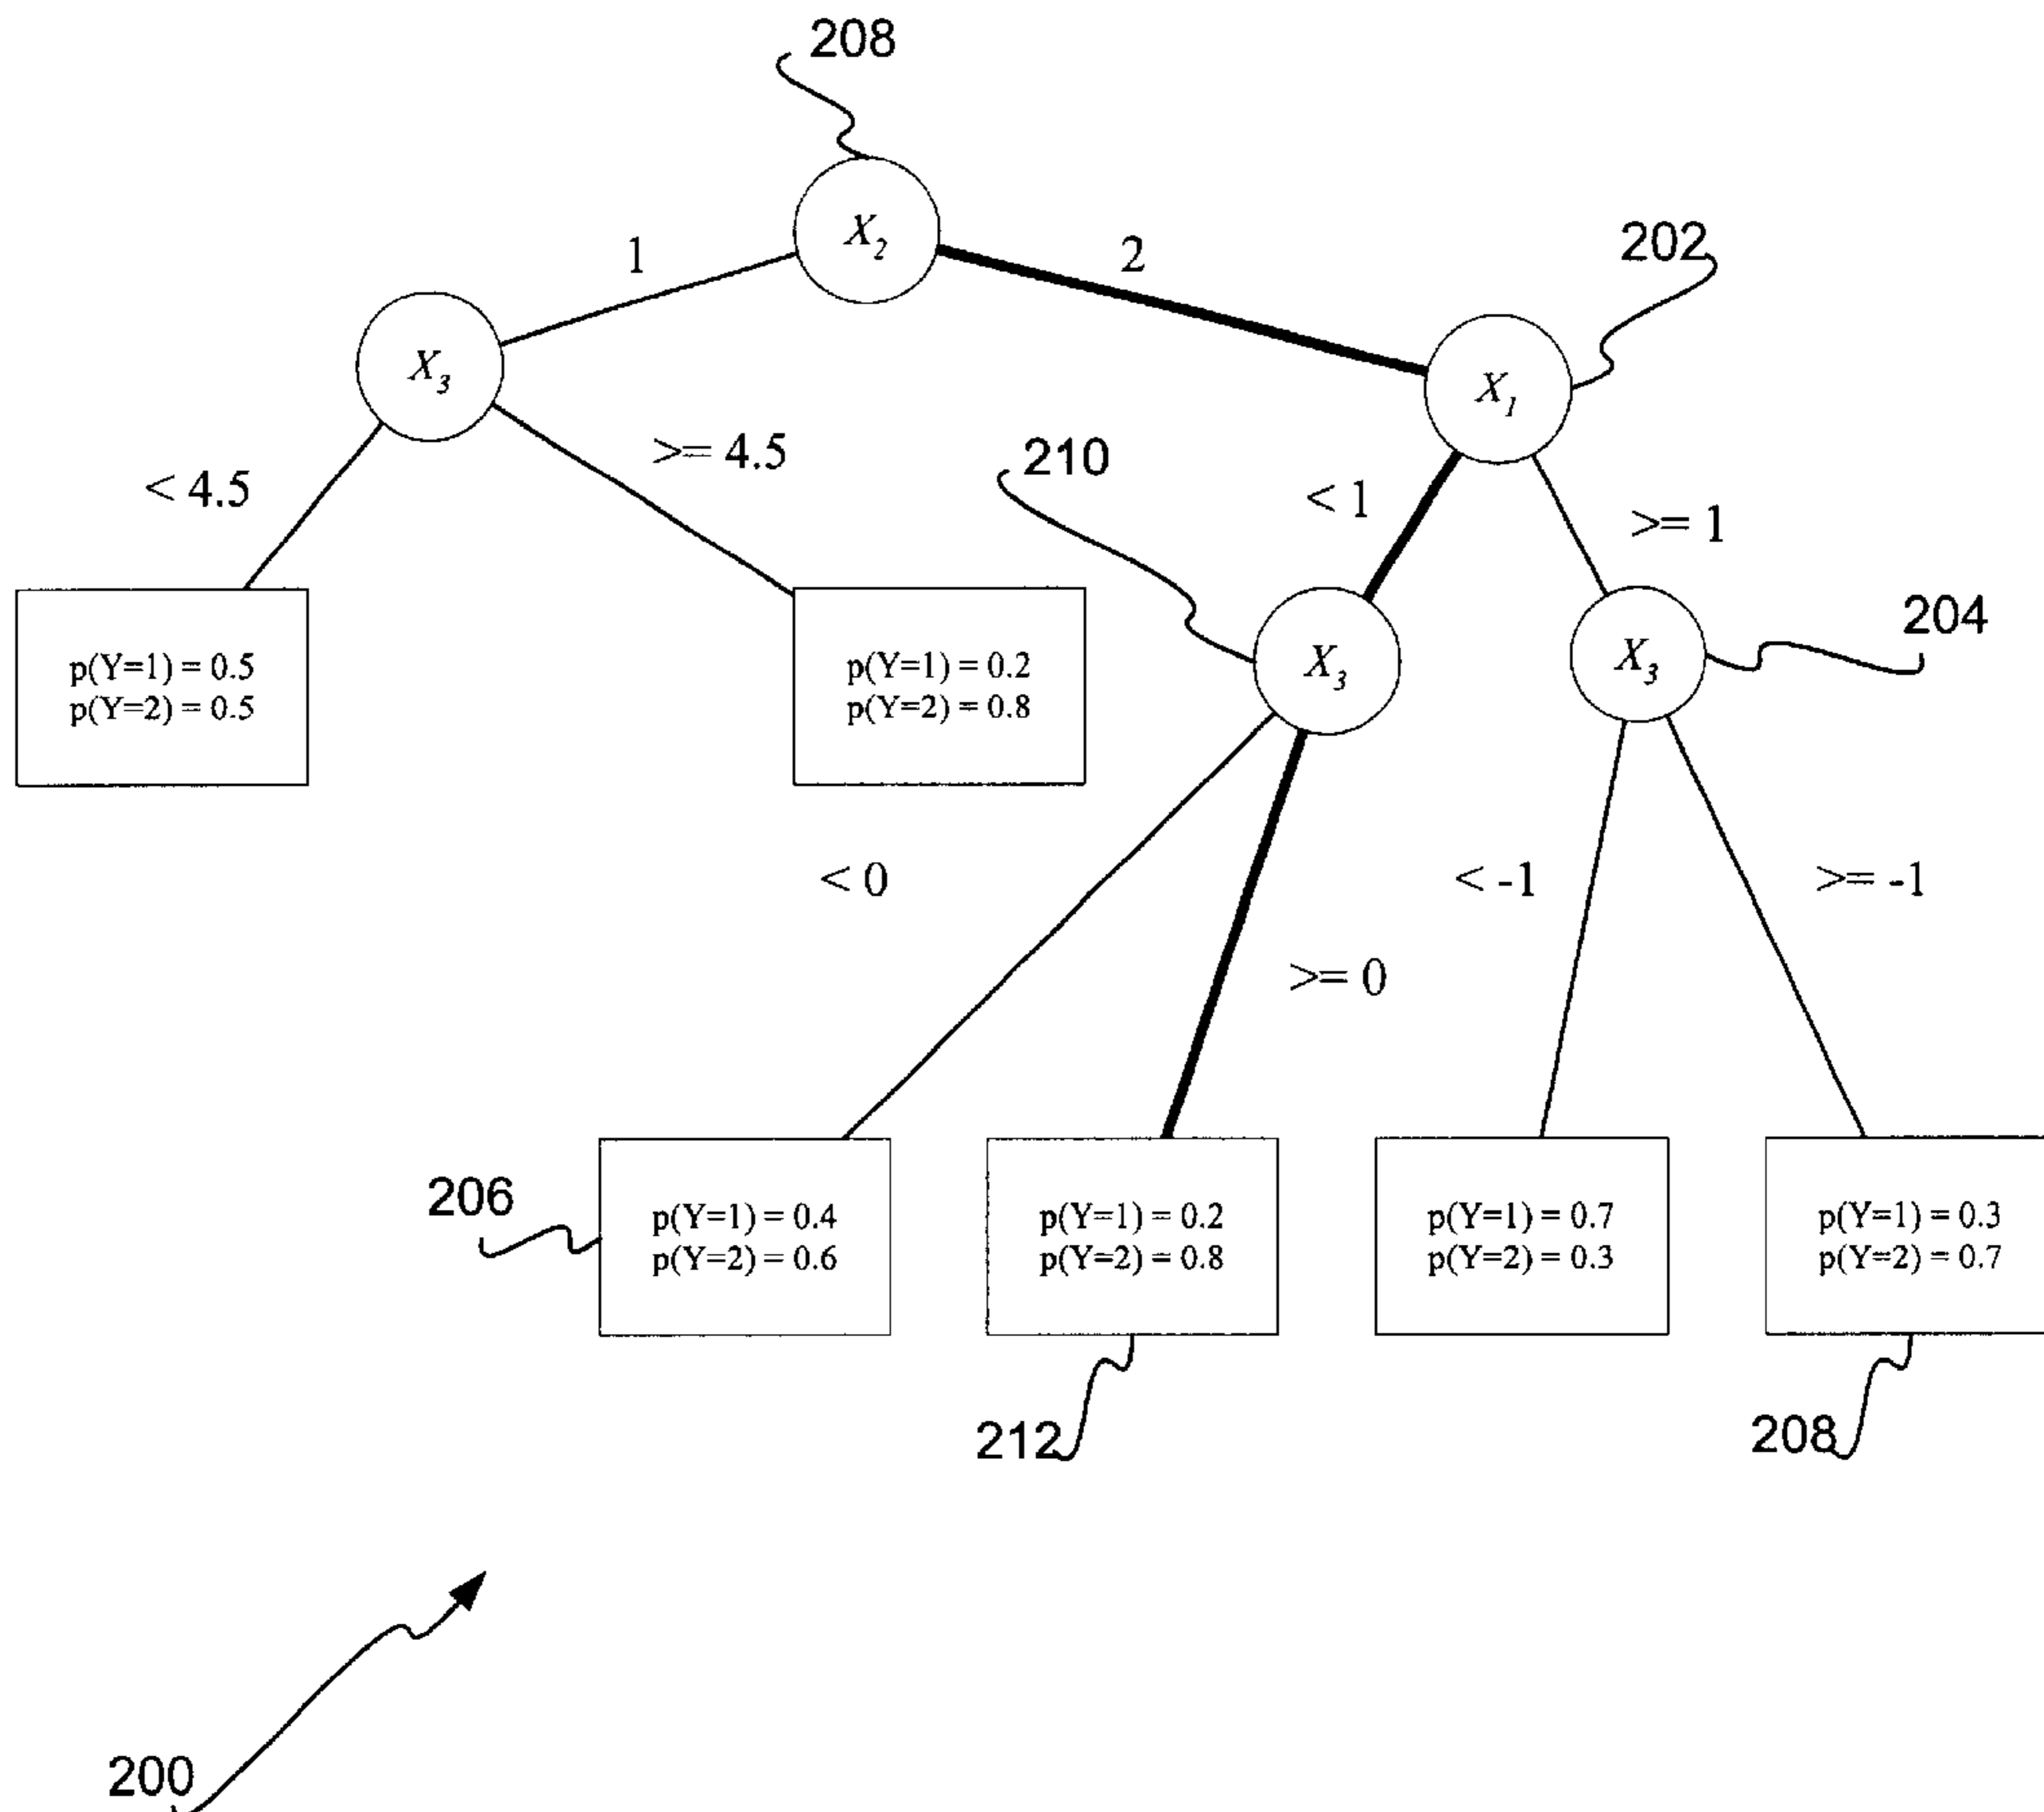 208
X2
1
2
202
X3
X1
< 4.5
>= 4.5
210
< 1
>= 1
204
p(Y=1) = 0.5
p(Y=2) = 0.5
p(Y=1) = 0.2
p(Y=2) = 0.8
X3
X3
< 0
< -1
>= -1
>= 0
206
p(Y=1) = 0.4
p(Y=2) = 0.6
p(Y=1) = 0.2
p(Y=2) = 0.8
p(Y=1) = 0.7
p(Y=2) = 0.3
p(Y=1) = 0.3
p(Y=2) = 0.7
212
208
200